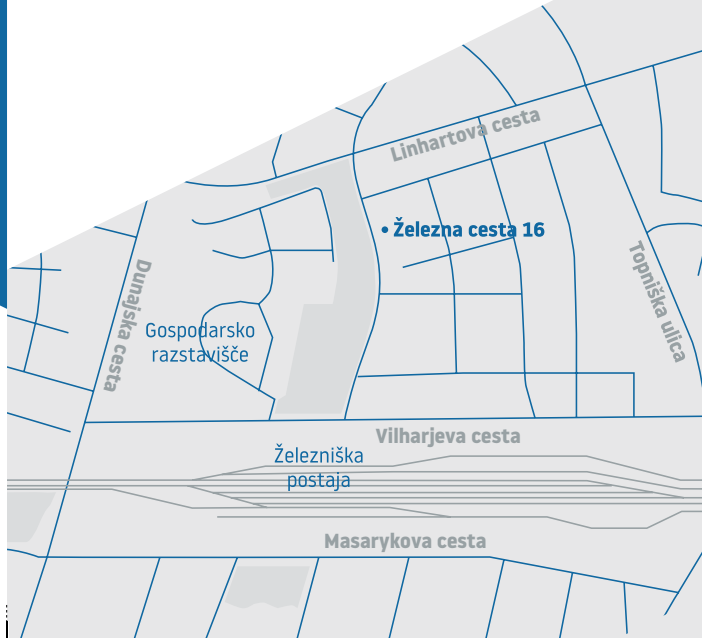 Linhartova cesta
• Železna cesta 16
Dunajska cesta
Topniška ulica
Gospodarsko
razstavišče
Vilharjeva cesta
Železniška
postaja
Masarykova cesta